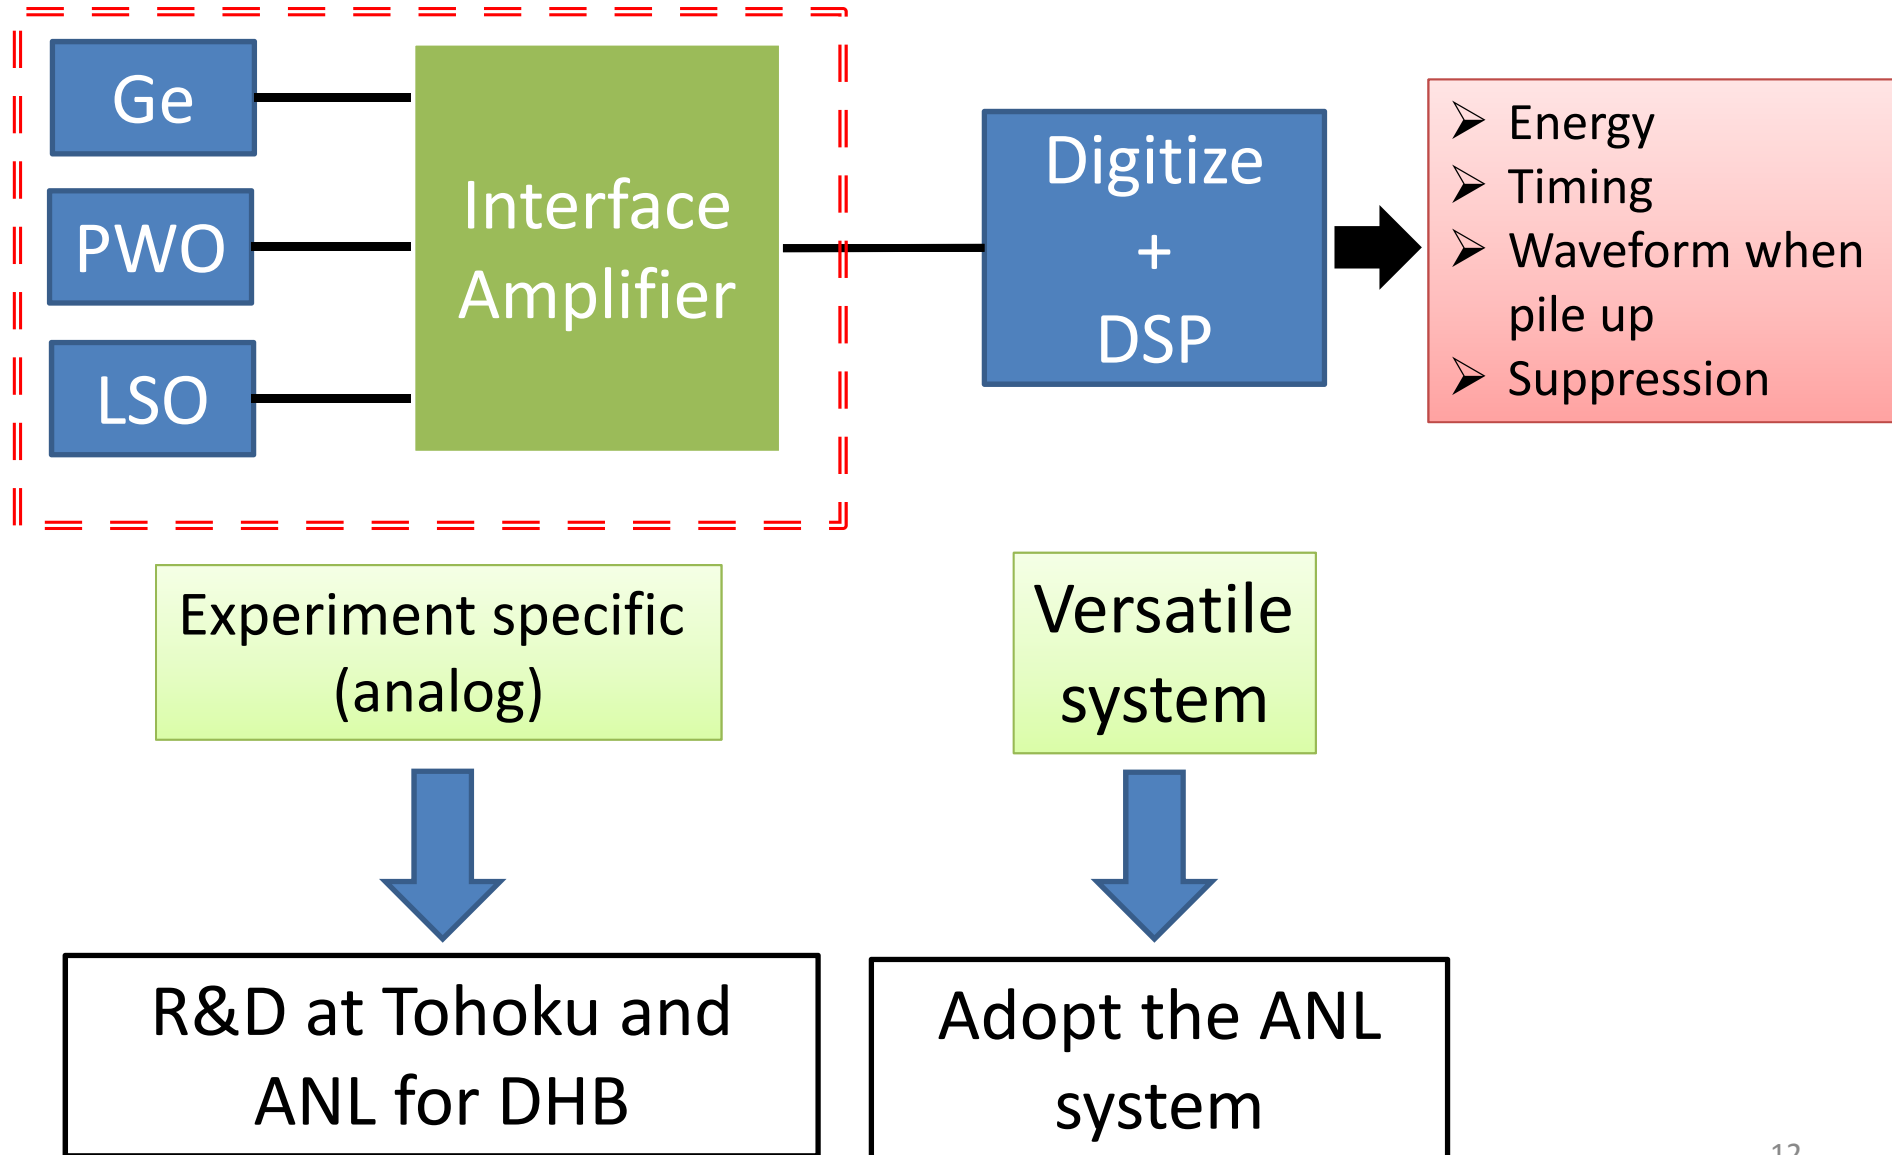 Ge
PWO
LSO
Interface
Amplifier
Digitize
+
DSP
➢ Energy
➢ Timing
➢ Waveform when
pile up
➢ Suppression
Experiment specific
(analog)
Versatile
system
R&D at Tohoku and
ANL for DHB
Adopt the ANL
system
12